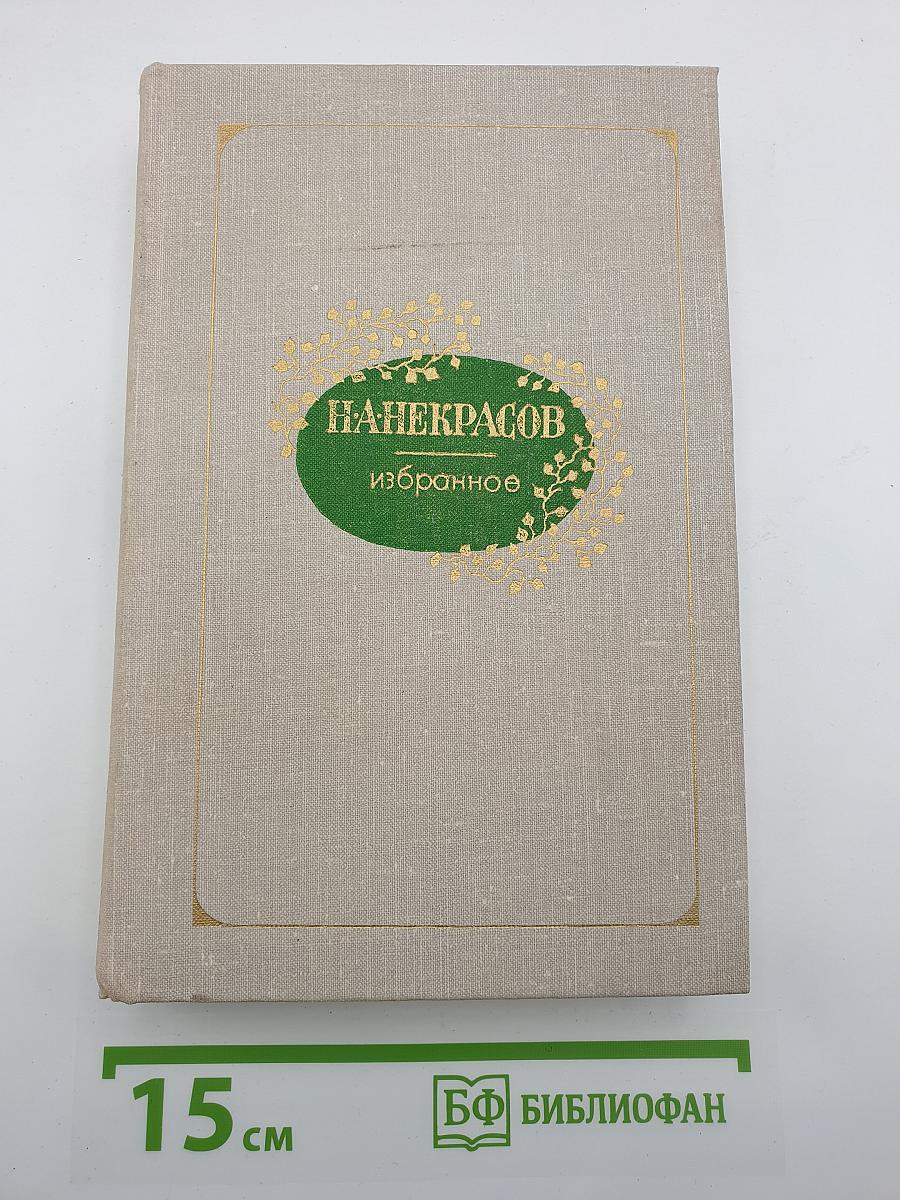 Н·А·НЕКРАСОВ
избранное
15 см
БФ БИБЛИОФАН